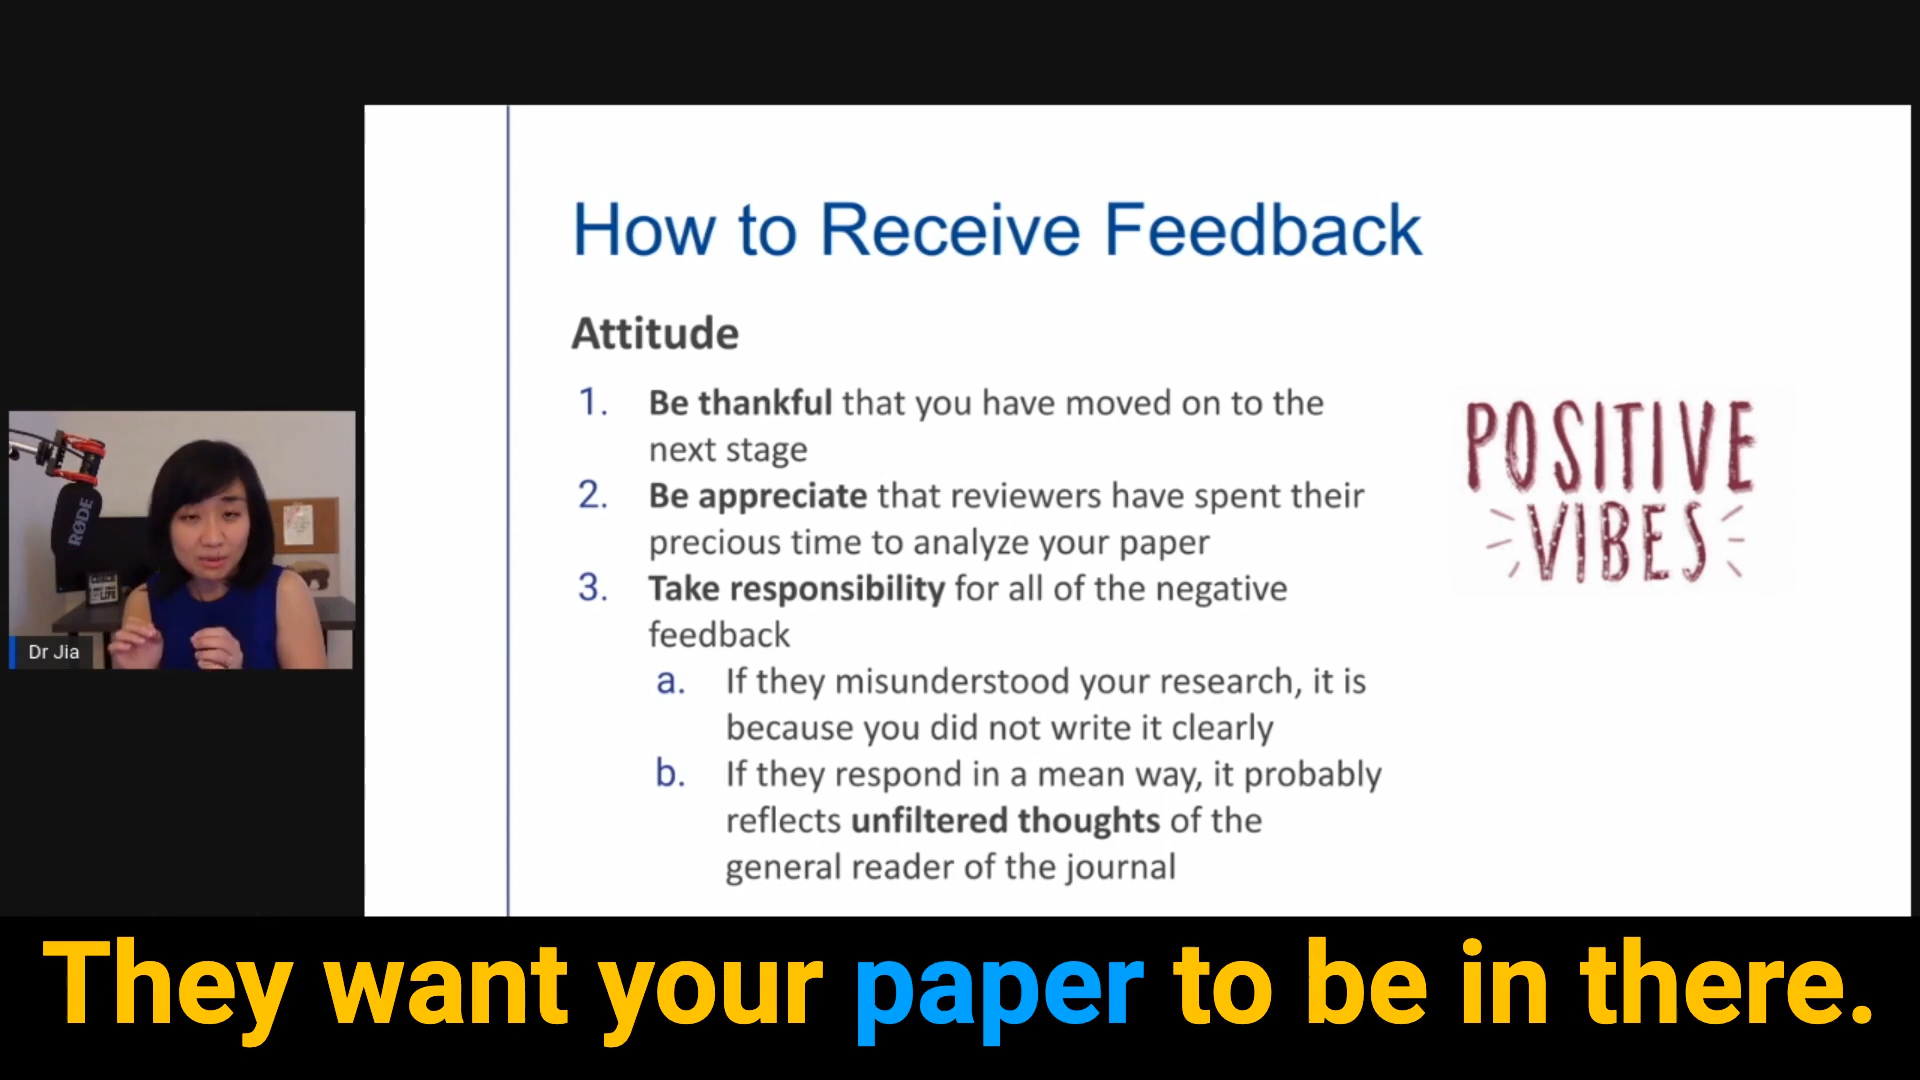 How to Receive Feedback
Attitude
1. Be thankful that you have moved on to the
next stage
2. Be appreciate that reviewers have spent their
precious time to analyze your paper
3. Take responsibility for all of the negative
feedback
a. If they misunderstood your research, it is
because you did not write it clearly
b. If they respond in a mean way, it probably
reflects unfiltered thoughts of the
general reader of the journal
POSITIVE
VIBES
RØDE
Dr Jia
They want your paper to be in there.